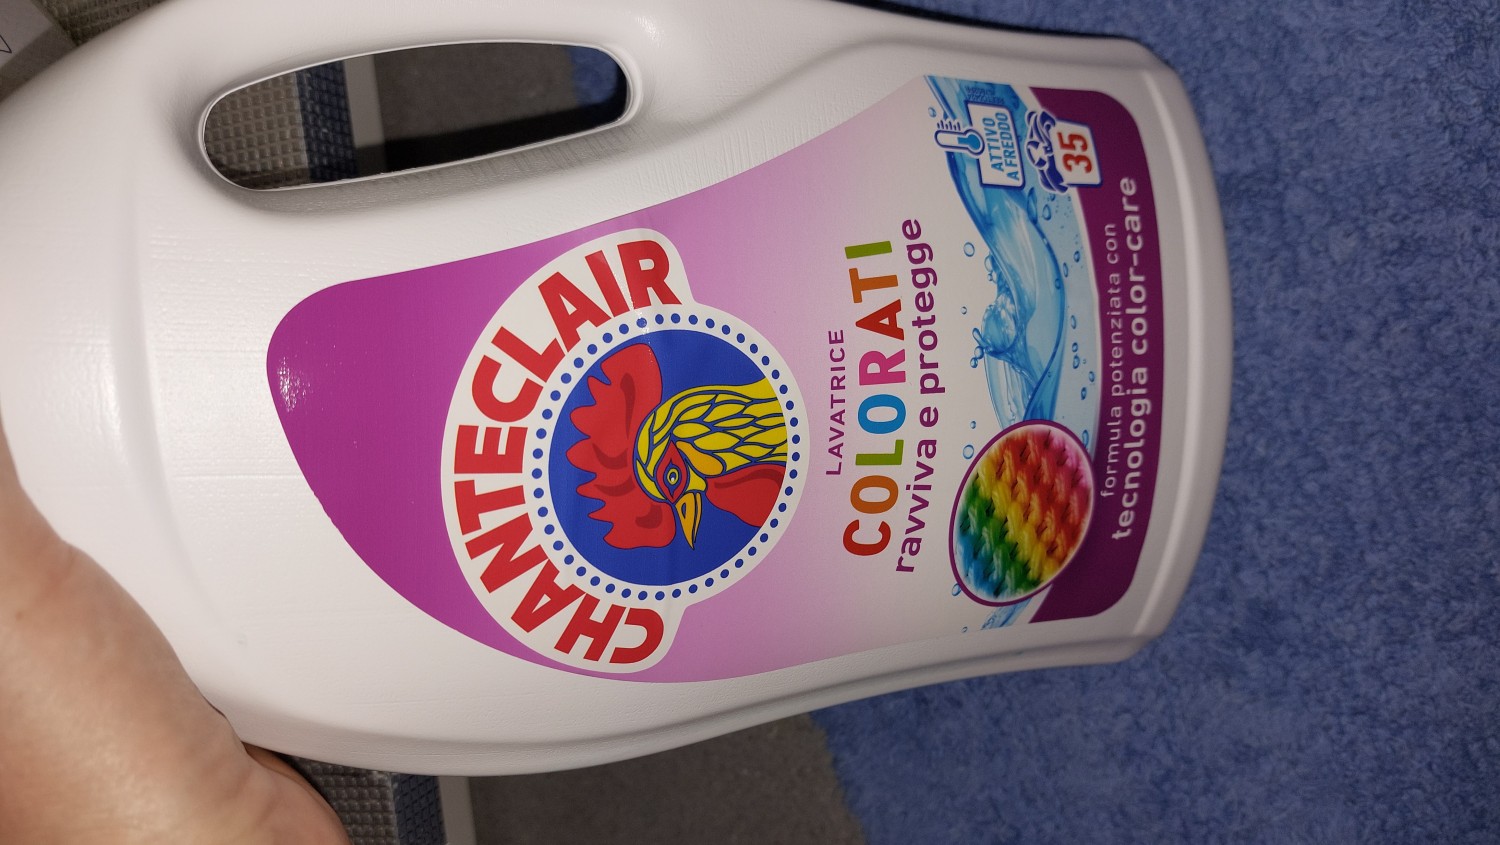 CHANTECLAIR
LAVATRICE
COLORATI
ravviva e protegge
ATTIVO
A FREDDO
35
formula potenziata con
tecnologia color-care